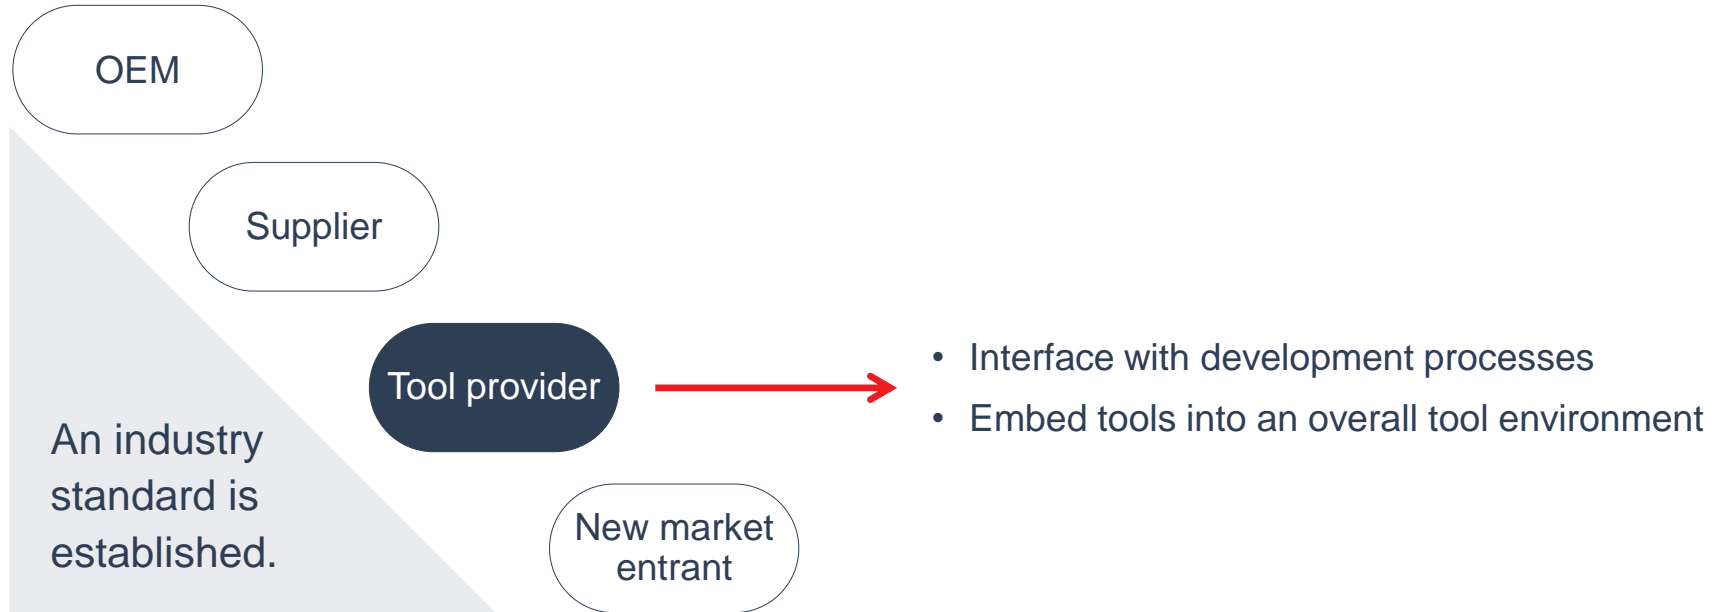 OEM
Supplier
Tool provider
• Interface with development processes
• Embed tools into an overall tool environment
An industry
standard is
established.
New market
entrant